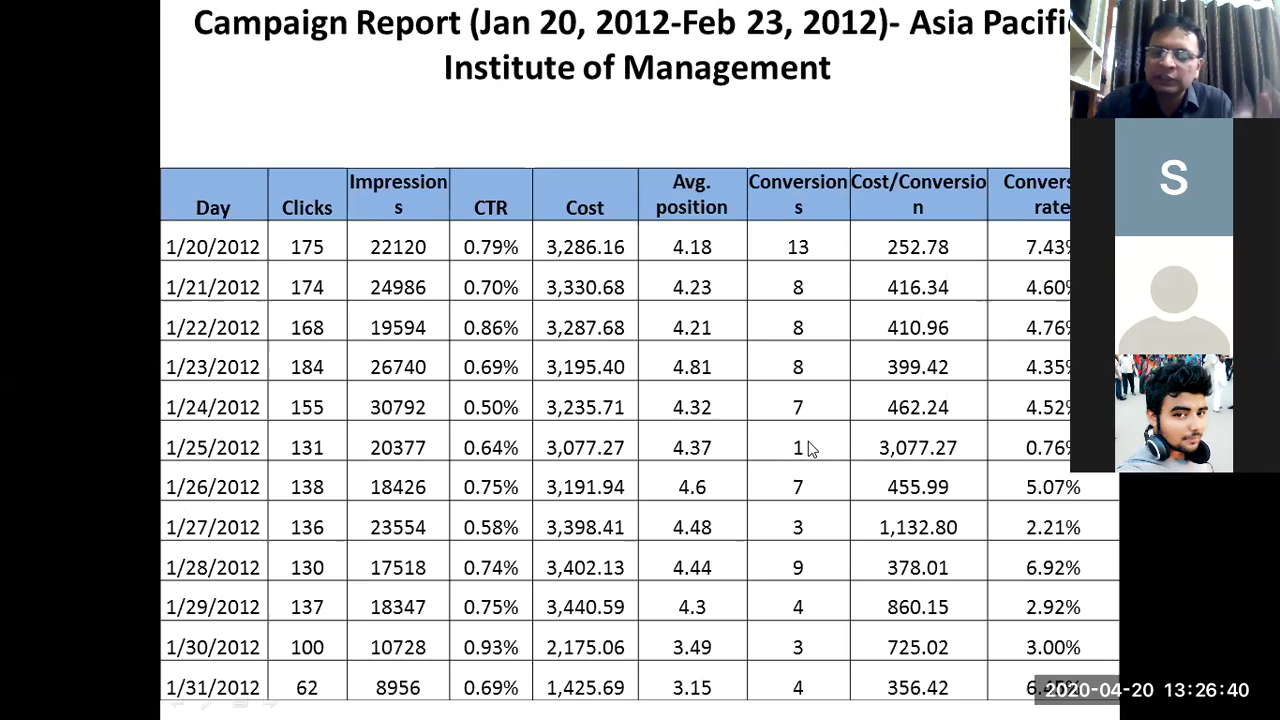 Campaign Report (Jan 20, 2012-Feb 23, 2012)- Asia Pacific
Institute of Management
Day Clicks Impressions CTR Cost Avg. position Conversions Cost/Conversion rate
1/20/2012 175 22120 0.79% 3,286.16 4.18 13 252.78 7.43%
1/21/2012 174 24986 0.70% 3,330.68 4.23 8 416.34 4.60%
1/22/2012 168 19594 0.86% 3,287.68 4.21 8 410.96 4.76%
1/23/2012 184 26740 0.69% 3,195.40 4.81 8 399.42 4.35%
1/24/2012 155 30792 0.50% 3,235.71 4.32 7 462.24 4.52%
1/25/2012 131 20377 0.64% 3,077.27 4.37 1 3,077.27 0.76%
1/26/2012 138 18426 0.75% 3,191.94 4.6 7 455.99 5.07%
1/27/2012 136 23554 0.58% 3,398.41 4.48 3 1,132.80 2.21%
1/28/2012 130 17518 0.74% 3,402.13 4.44 9 378.01 6.92%
1/29/2012 137 18347 0.75% 3,440.59 4.3 4 860.15 2.92%
1/30/2012 100 10728 0.93% 2,175.06 3.49 3 725.02 3.00%
1/31/2012 62 8956 0.69% 1,425.69 3.15 4 356.42
S
2020-04-20 13:26:40